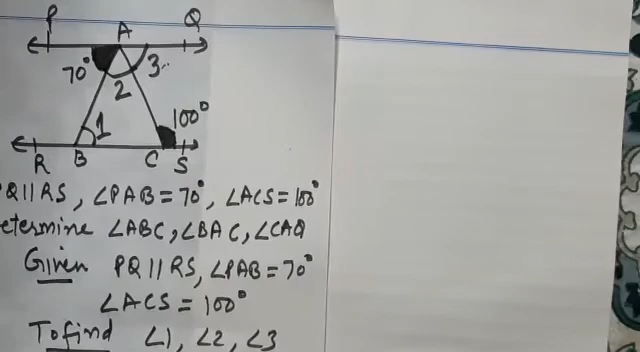 P A Q
70° 3
2
1 100°
R B C S
Q || RS, ∠PAB = 70°, ∠ACS = 100°
etermine ∠ABC, ∠BAC, ∠CAQ
Given PQ || RS, ∠PAB = 70°
∠ACS = 100°
To find ∠1, ∠2, ∠3